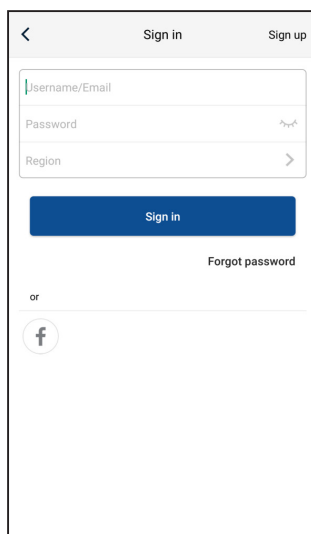 Sign in Sign up
Username/Email
Password
Region
Sign in
Forgot password
or